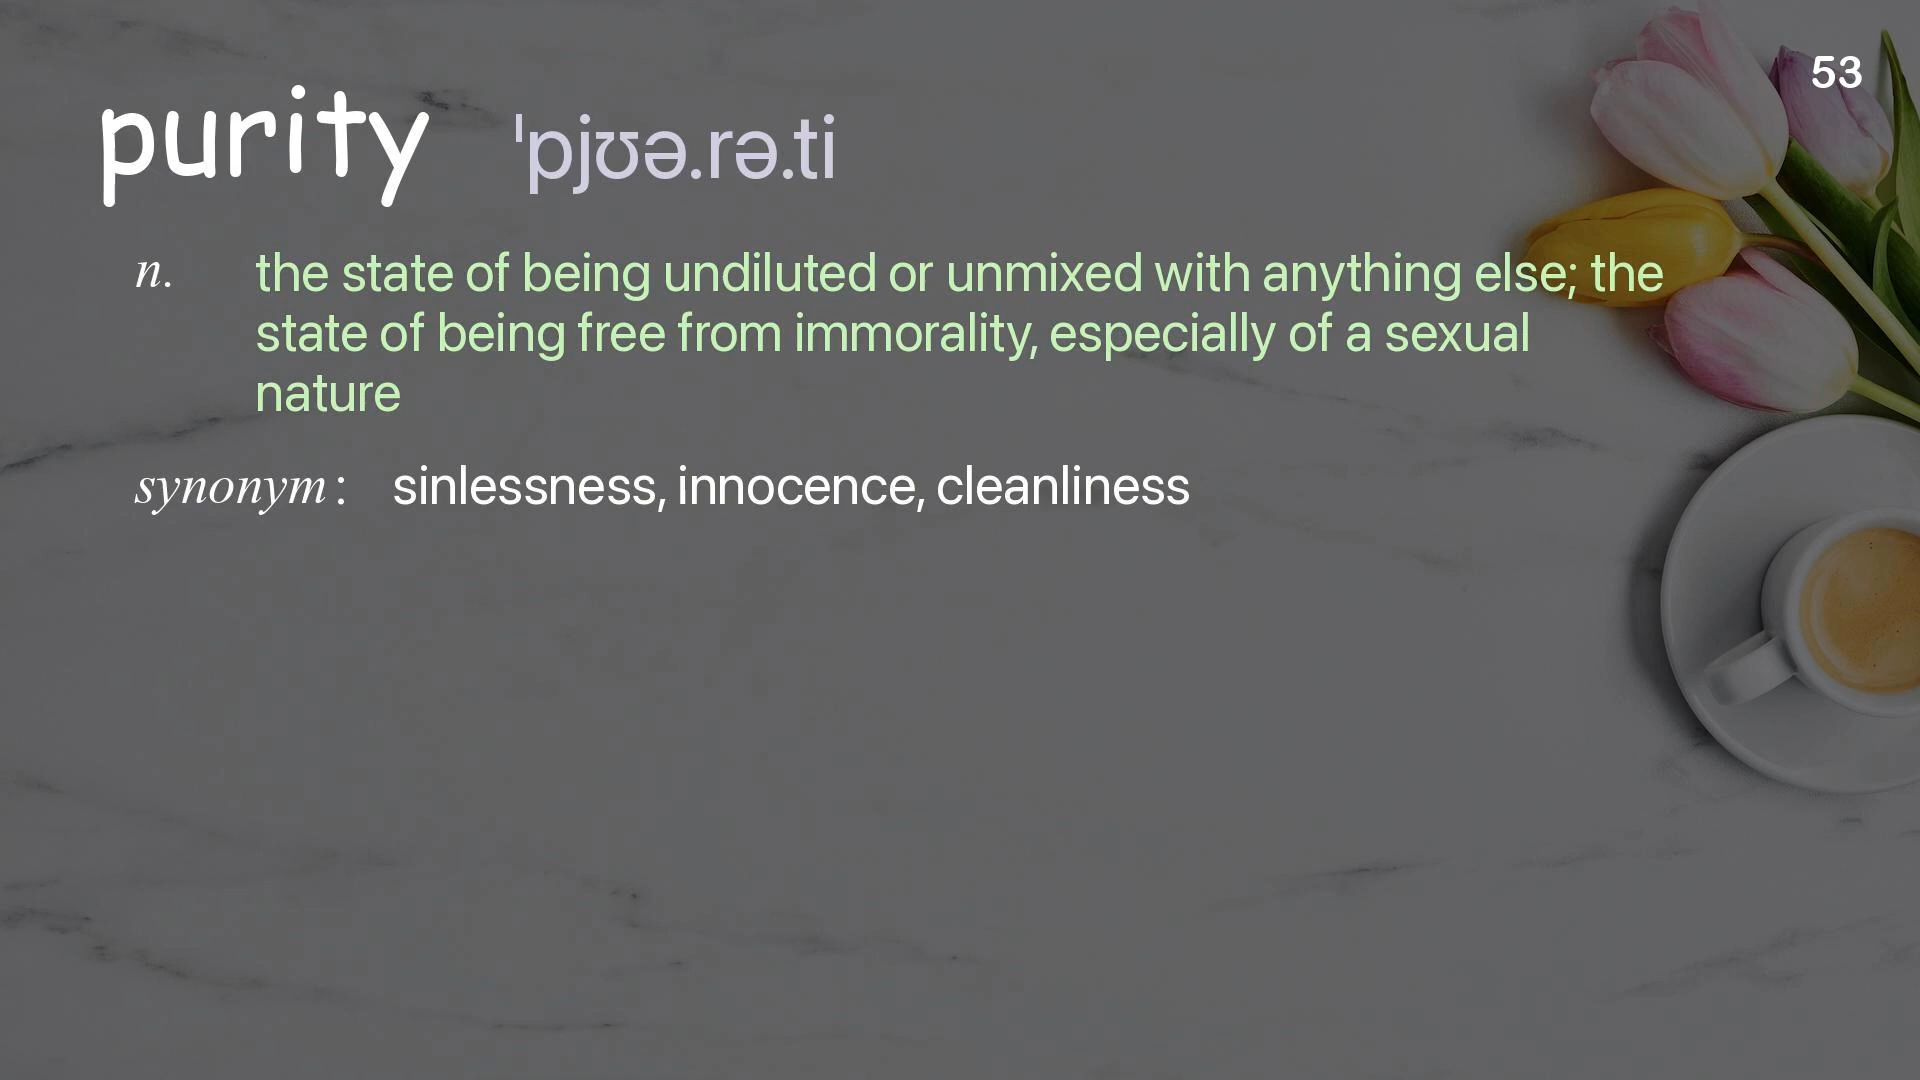 53
purity ˈpjʊə.rə.ti
n. the state of being undiluted or unmixed with anything else; the
state of being free from immorality, especially of a sexual
nature
synonym: sinlessness, innocence, cleanliness